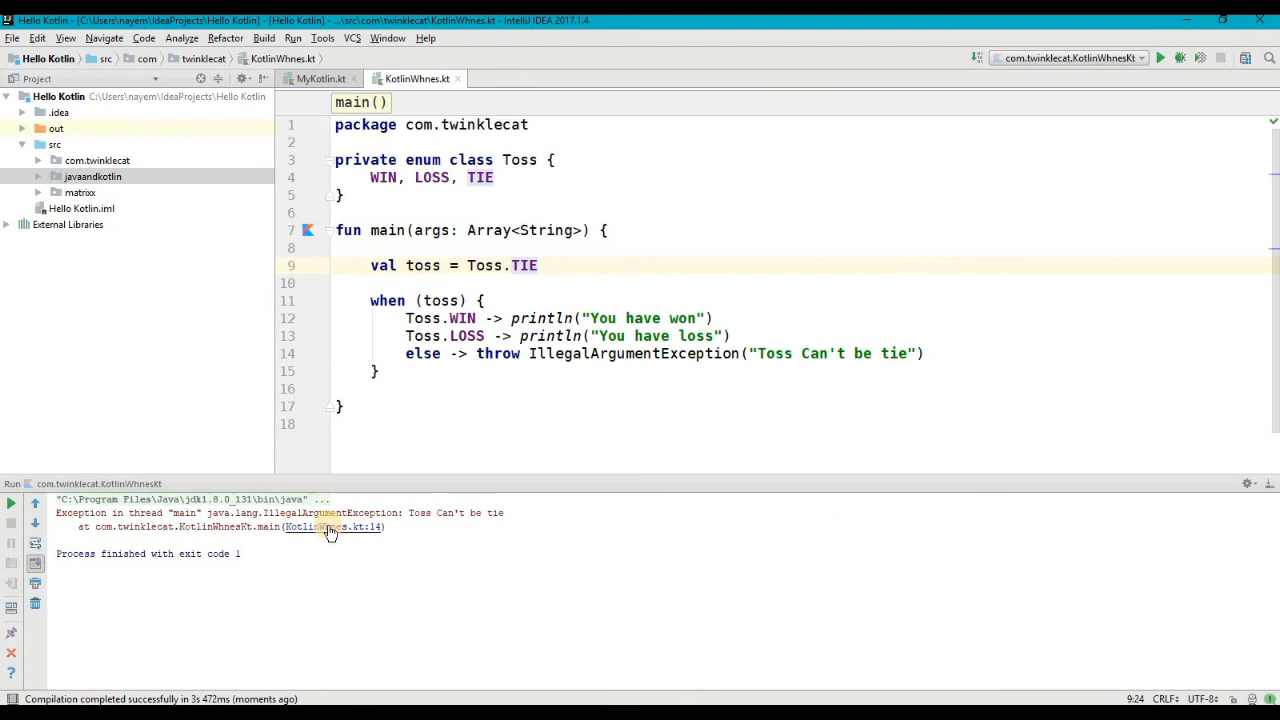 Hello Kotlin - [C:\Users\nayem\IdeaProjects\Hello Kotlin] - [Hello Kotlin] - ...\src\com\twinklecat\KotlinWhnes.kt - IntelliJ IDEA 2017.1.4
File Edit View Navigate Code Analyze Refactor Build Run Tools VCS Window Help
Hello Kotlin src com twinklecat KotlinWhnes.kt com.twinklecat.KotlinWhnesKt
Project MyKotlin.kt KotlinWhnes.kt
Hello Kotlin C:\Users\nayem\IdeaProjects\Hello Kotlin
.idea
out
src
com.twinklecat
javaandkotlin
matrixx
Hello Kotlin.iml
External Libraries
main()
1 package com.twinklecat
2
3 private enum class Toss {
4 WIN, LOSS, TIE
5 }
6
7 fun main(args: Array<String>) {
8
9 val toss = Toss.TIE
10
11 when (toss) {
12 Toss.WIN -> println("You have won")
13 Toss.LOSS -> println("You have loss")
14 else -> throw IllegalArgumentException("Toss Can't be tie")
15 }
16
17 }
18
Run com.twinklecat.KotlinWhnesKt
"C:\Program Files\Java\jdk1.8.0_131\bin\java" ...
Exception in thread "main" java.lang.IllegalArgumentException: Toss Can't be tie
at com.twinklecat.KotlinWhnesKt.main(KotlinWhnes.kt:14)
Process finished with exit code 1
Compilation completed successfully in 3s 472ms (moments ago) 9:24 CRLF UTF-8 1